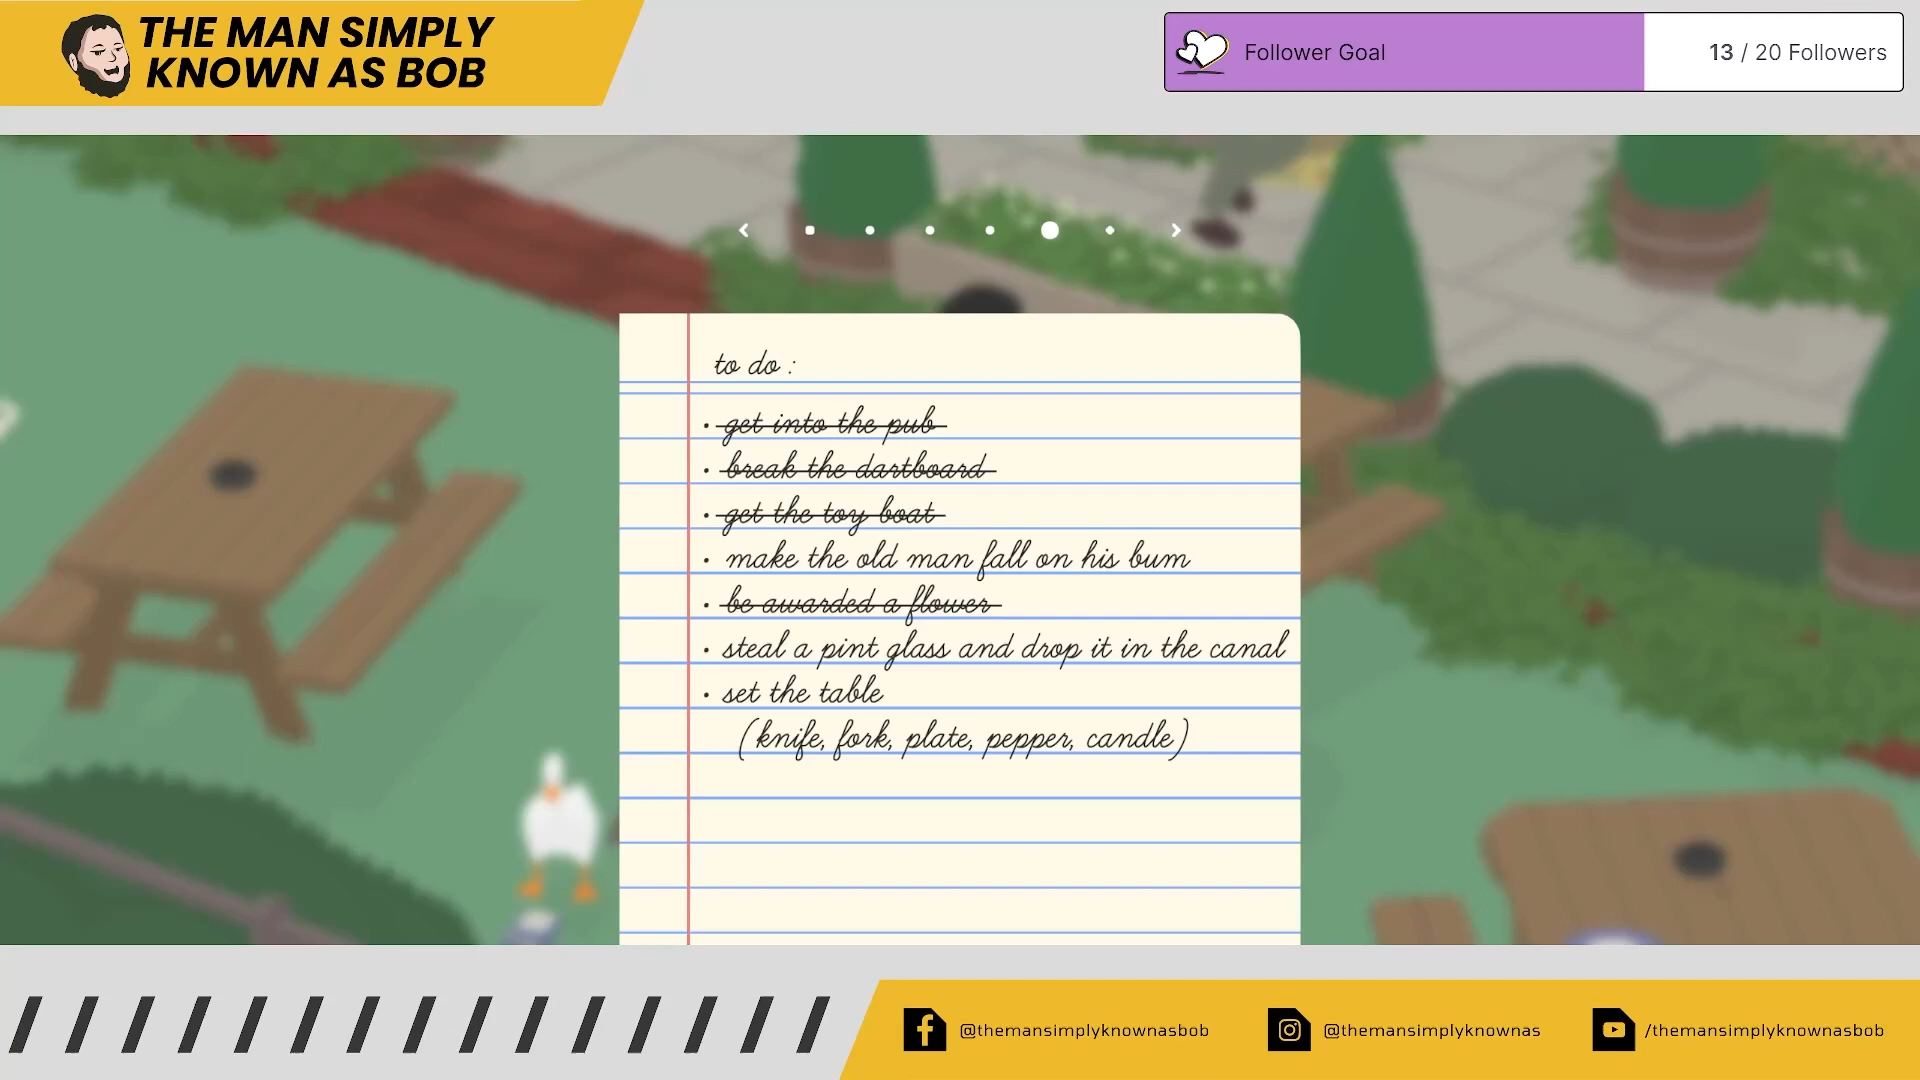 THE MAN SIMPLY
KNOWN AS BOB
Follower Goal
13 / 20 Followers
to do :
• get into the pub
• break the dartboard
• get the toy boat
• make the old man fall on his bum
• be awarded a flower
• steal a pint glass and drop it in the canal
• set the table
(knife, fork, plate, pepper, candle)
@themansimplyknownasbob
@themansimplyknownas
/themansimplyknownasbob